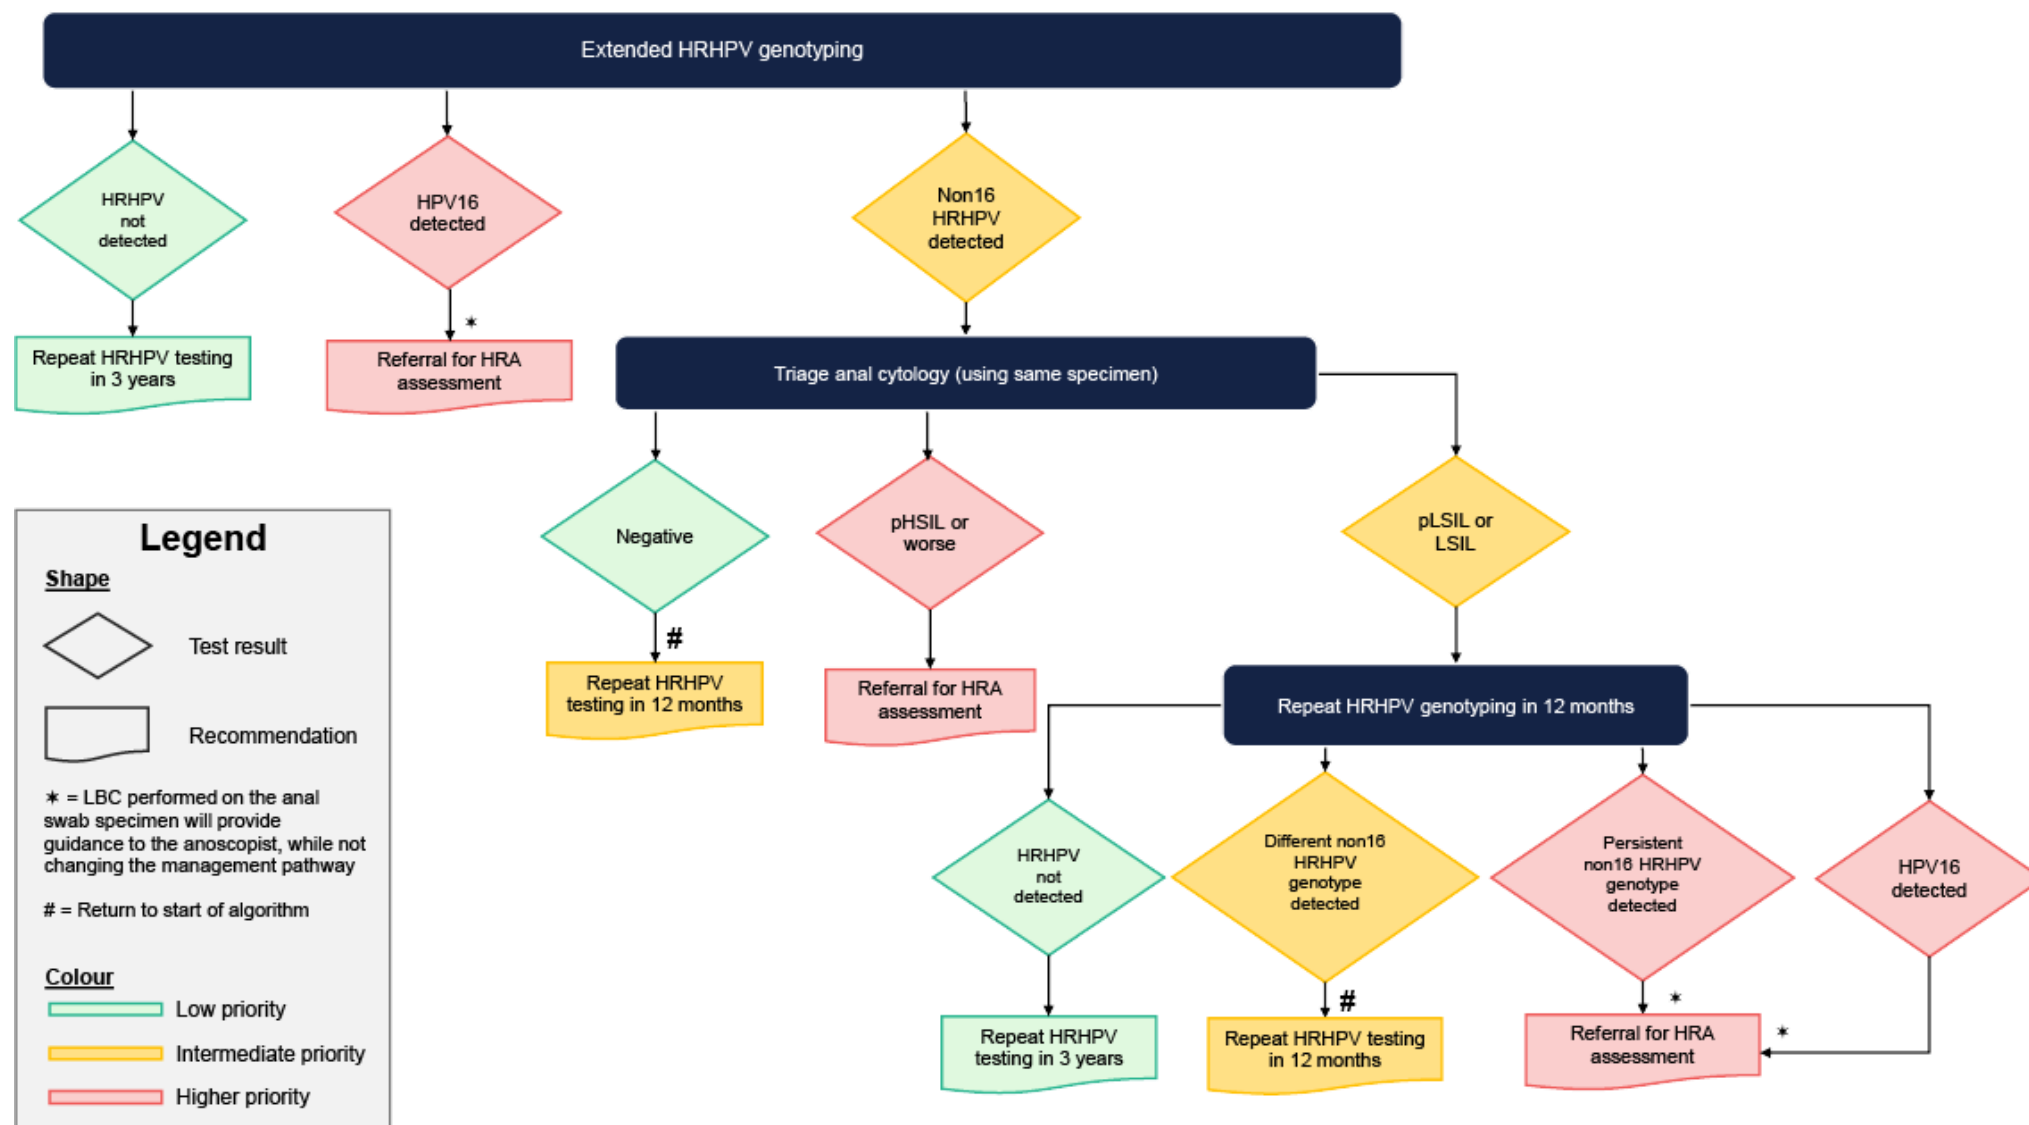 Extended HRHPV genotyping
HRHPV
not
detected
HPV16
detected
Non16
HRHPV
detected
Repeat HRHPV testing
in 3 years
*
Referral for HRA
assessment
Triage anal cytology (using same specimen)
Negative
pHSIL or
worse
pLSIL or
LSIL
#
Repeat HRHPV
testing in 12 months
Referral for HRA
assessment
Repeat HRHPV genotyping in 12 months
HRHPV
not
detected
Different non16
HRHPV
genotype
detected
Persistent
non16 HRHPV
genotype
detected
HPV16
detected
Repeat HRHPV
testing in 3 years
#
Repeat HRHPV testing
in 12 months
*
*
Referral for HRA
assessment
Legend
Shape
Test result
Recommendation
* = LBC performed on the anal
swab specimen will provide
guidance to the anoscopist, while not
changing the management pathway
# = Return to start of algorithm
Colour
Low priority
Intermediate priority
Higher priority